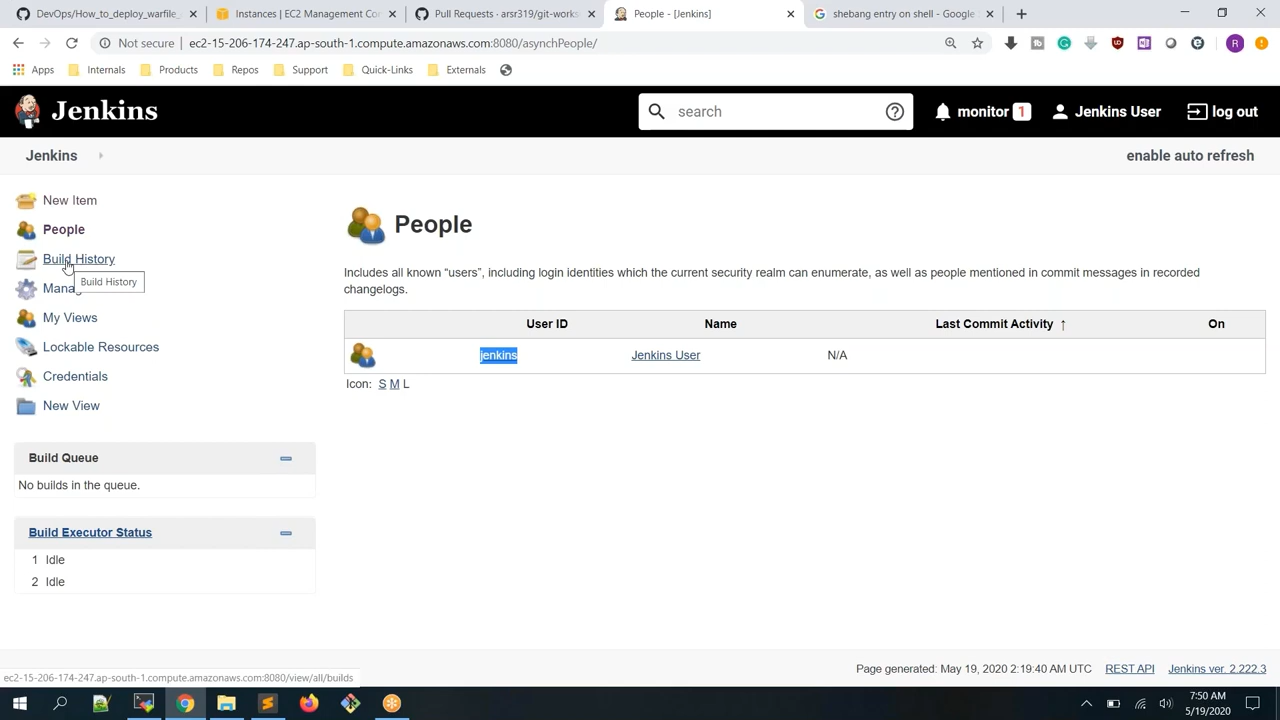 DevOps/How_to_deploy_warfile_
Instances | EC2 Management Co
Pull Requests · arsr319/git-works
People - [Jenkins]
shebang entry on shell - Google
Not secure | ec2-15-206-174-247.ap-south-1.compute.amazonaws.com:8080/asynchPeople/
R
Apps Internals Products Repos Support Quick-Links Externals
Jenkins
search
monitor 1
Jenkins User
log out
Jenkins
enable auto refresh
New Item
People
Build History
Build History
Mana
My Views
Lockable Resources
Credentials
New View
Build Queue
No builds in the queue.
Build Executor Status
1 Idle
2 Idle
People
Includes all known “users”, including login identities which the current security realm can enumerate, as well as people mentioned in commit messages in recorded
changelogs.
User ID Name Last Commit Activity ↑ On
jenkins Jenkins User N/A
Icon: S M L
ec2-15-206-174-247.ap-south-1.compute.amazonaws.com:8080/view/all/builds
Page generated: May 19, 2020 2:19:40 AM UTC REST API Jenkins ver. 2.222.3
7:50 AM
5/19/2020